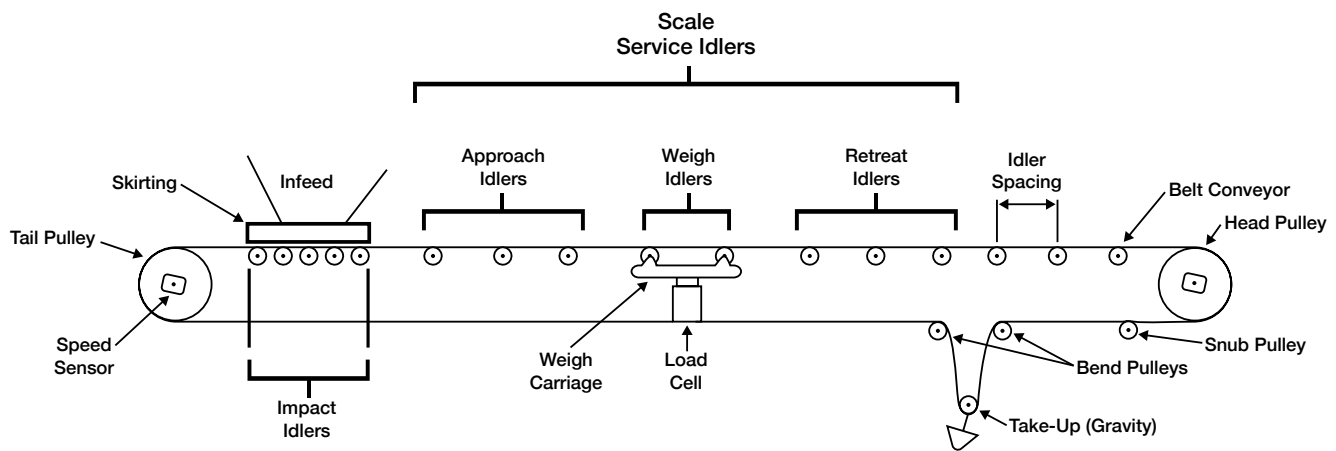 Scale
Service Idlers
Approach
Idlers
Weigh
Idlers
Retreat
Idlers
Idler
Spacing
Skirting
Infeed
Belt Conveyor
Tail Pulley
Head Pulley
Speed
Sensor
Weigh
Carriage
Load
Cell
Snub Pulley
Bend Pulleys
Impact
Idlers
Take-Up (Gravity)